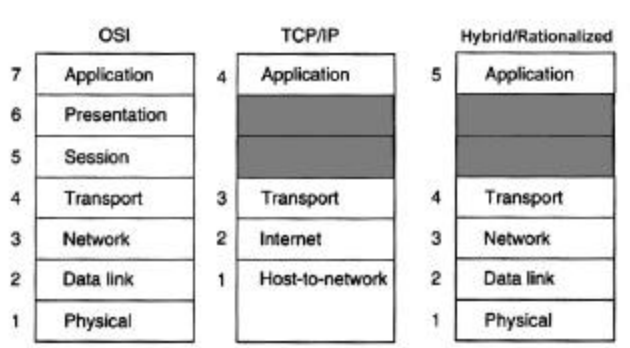 OSI TCP/IP Hybrid/Rationalized
7 Application 4 Application 5 Application
6 Presentation
5 Session
4 Transport 3 Transport 4 Transport
3 Network 2 Internet 3 Network
2 Data link 1 Host-to-network 2 Data link
1 Physical 1 Physical